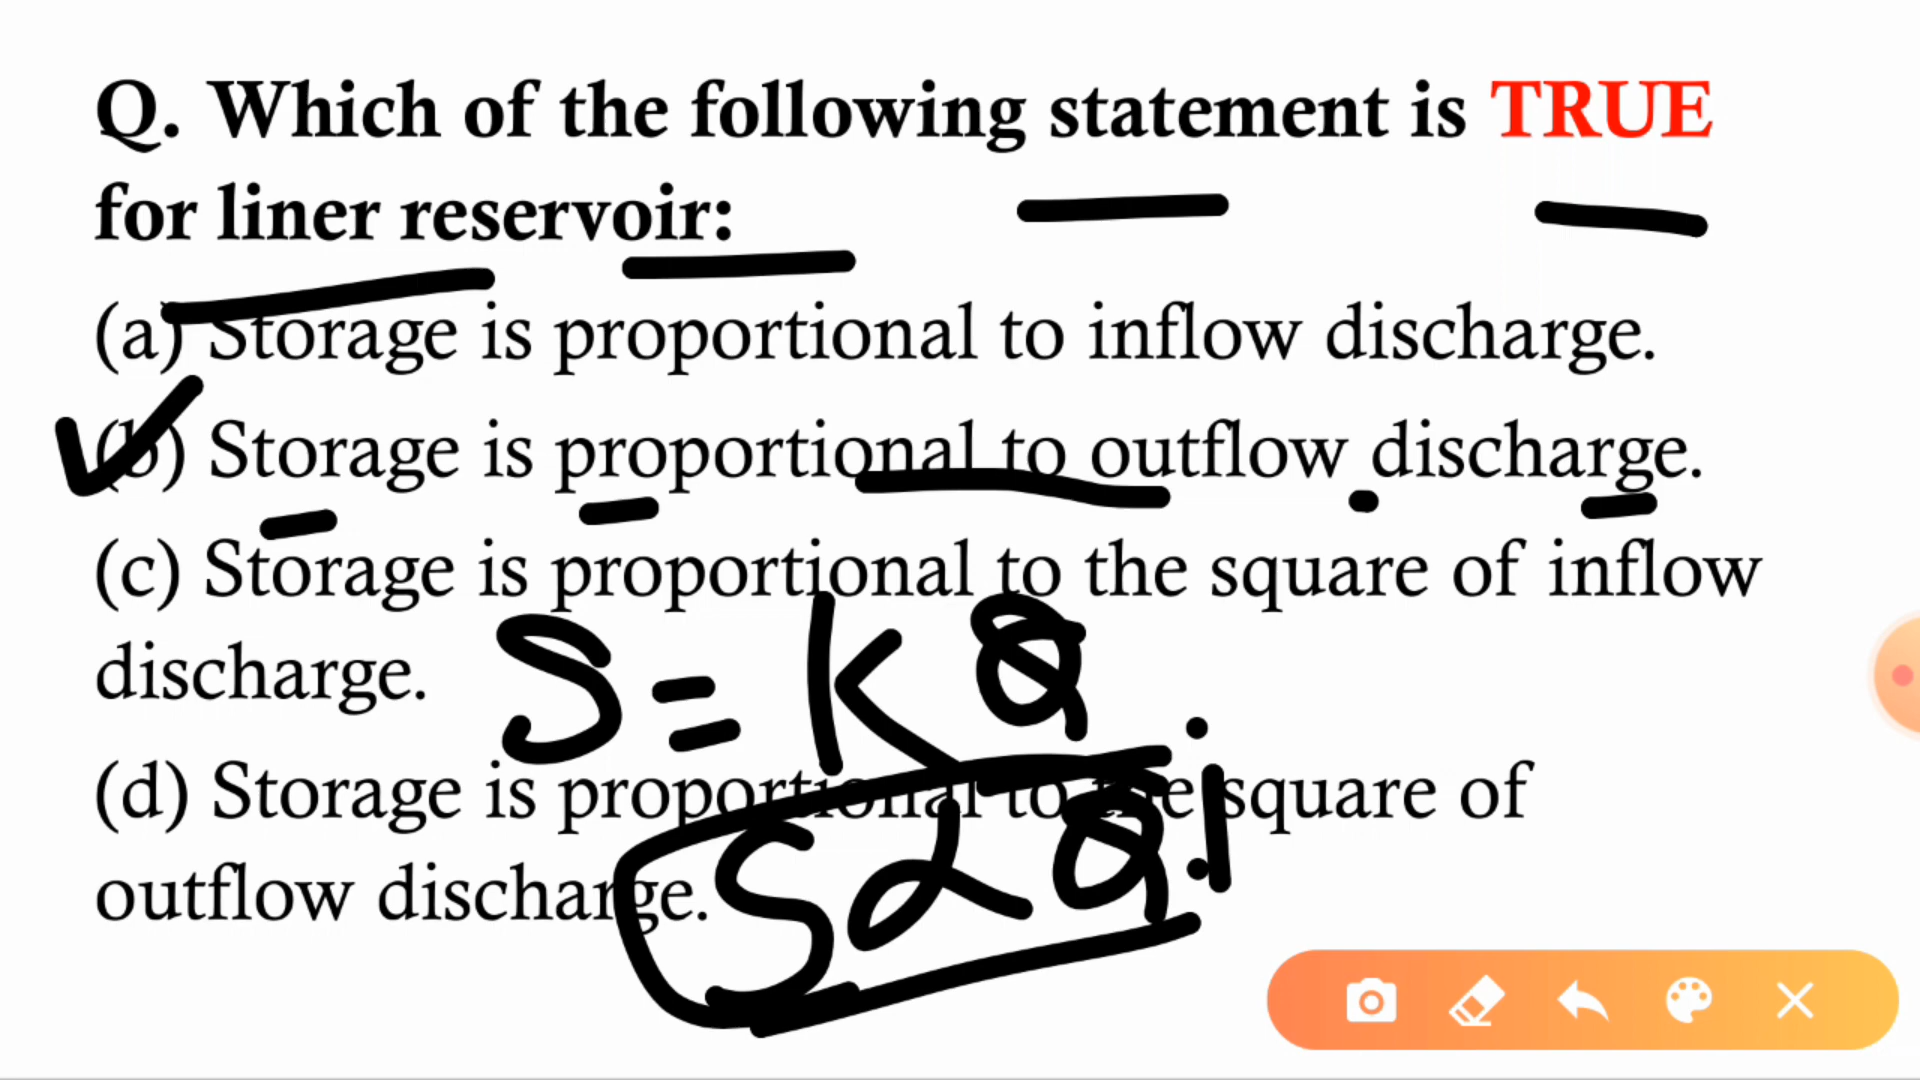 Q. Which of the following statement is TRUE
for liner reservoir:
(a) Storage is proportional to inflow discharge.
(b) Storage is proportional to outflow discharge.
(c) Storage is proportional to the square of inflow
discharge.
S = KQ
(d) Storage is proportional to the square of
outflow discharge.
S α Q